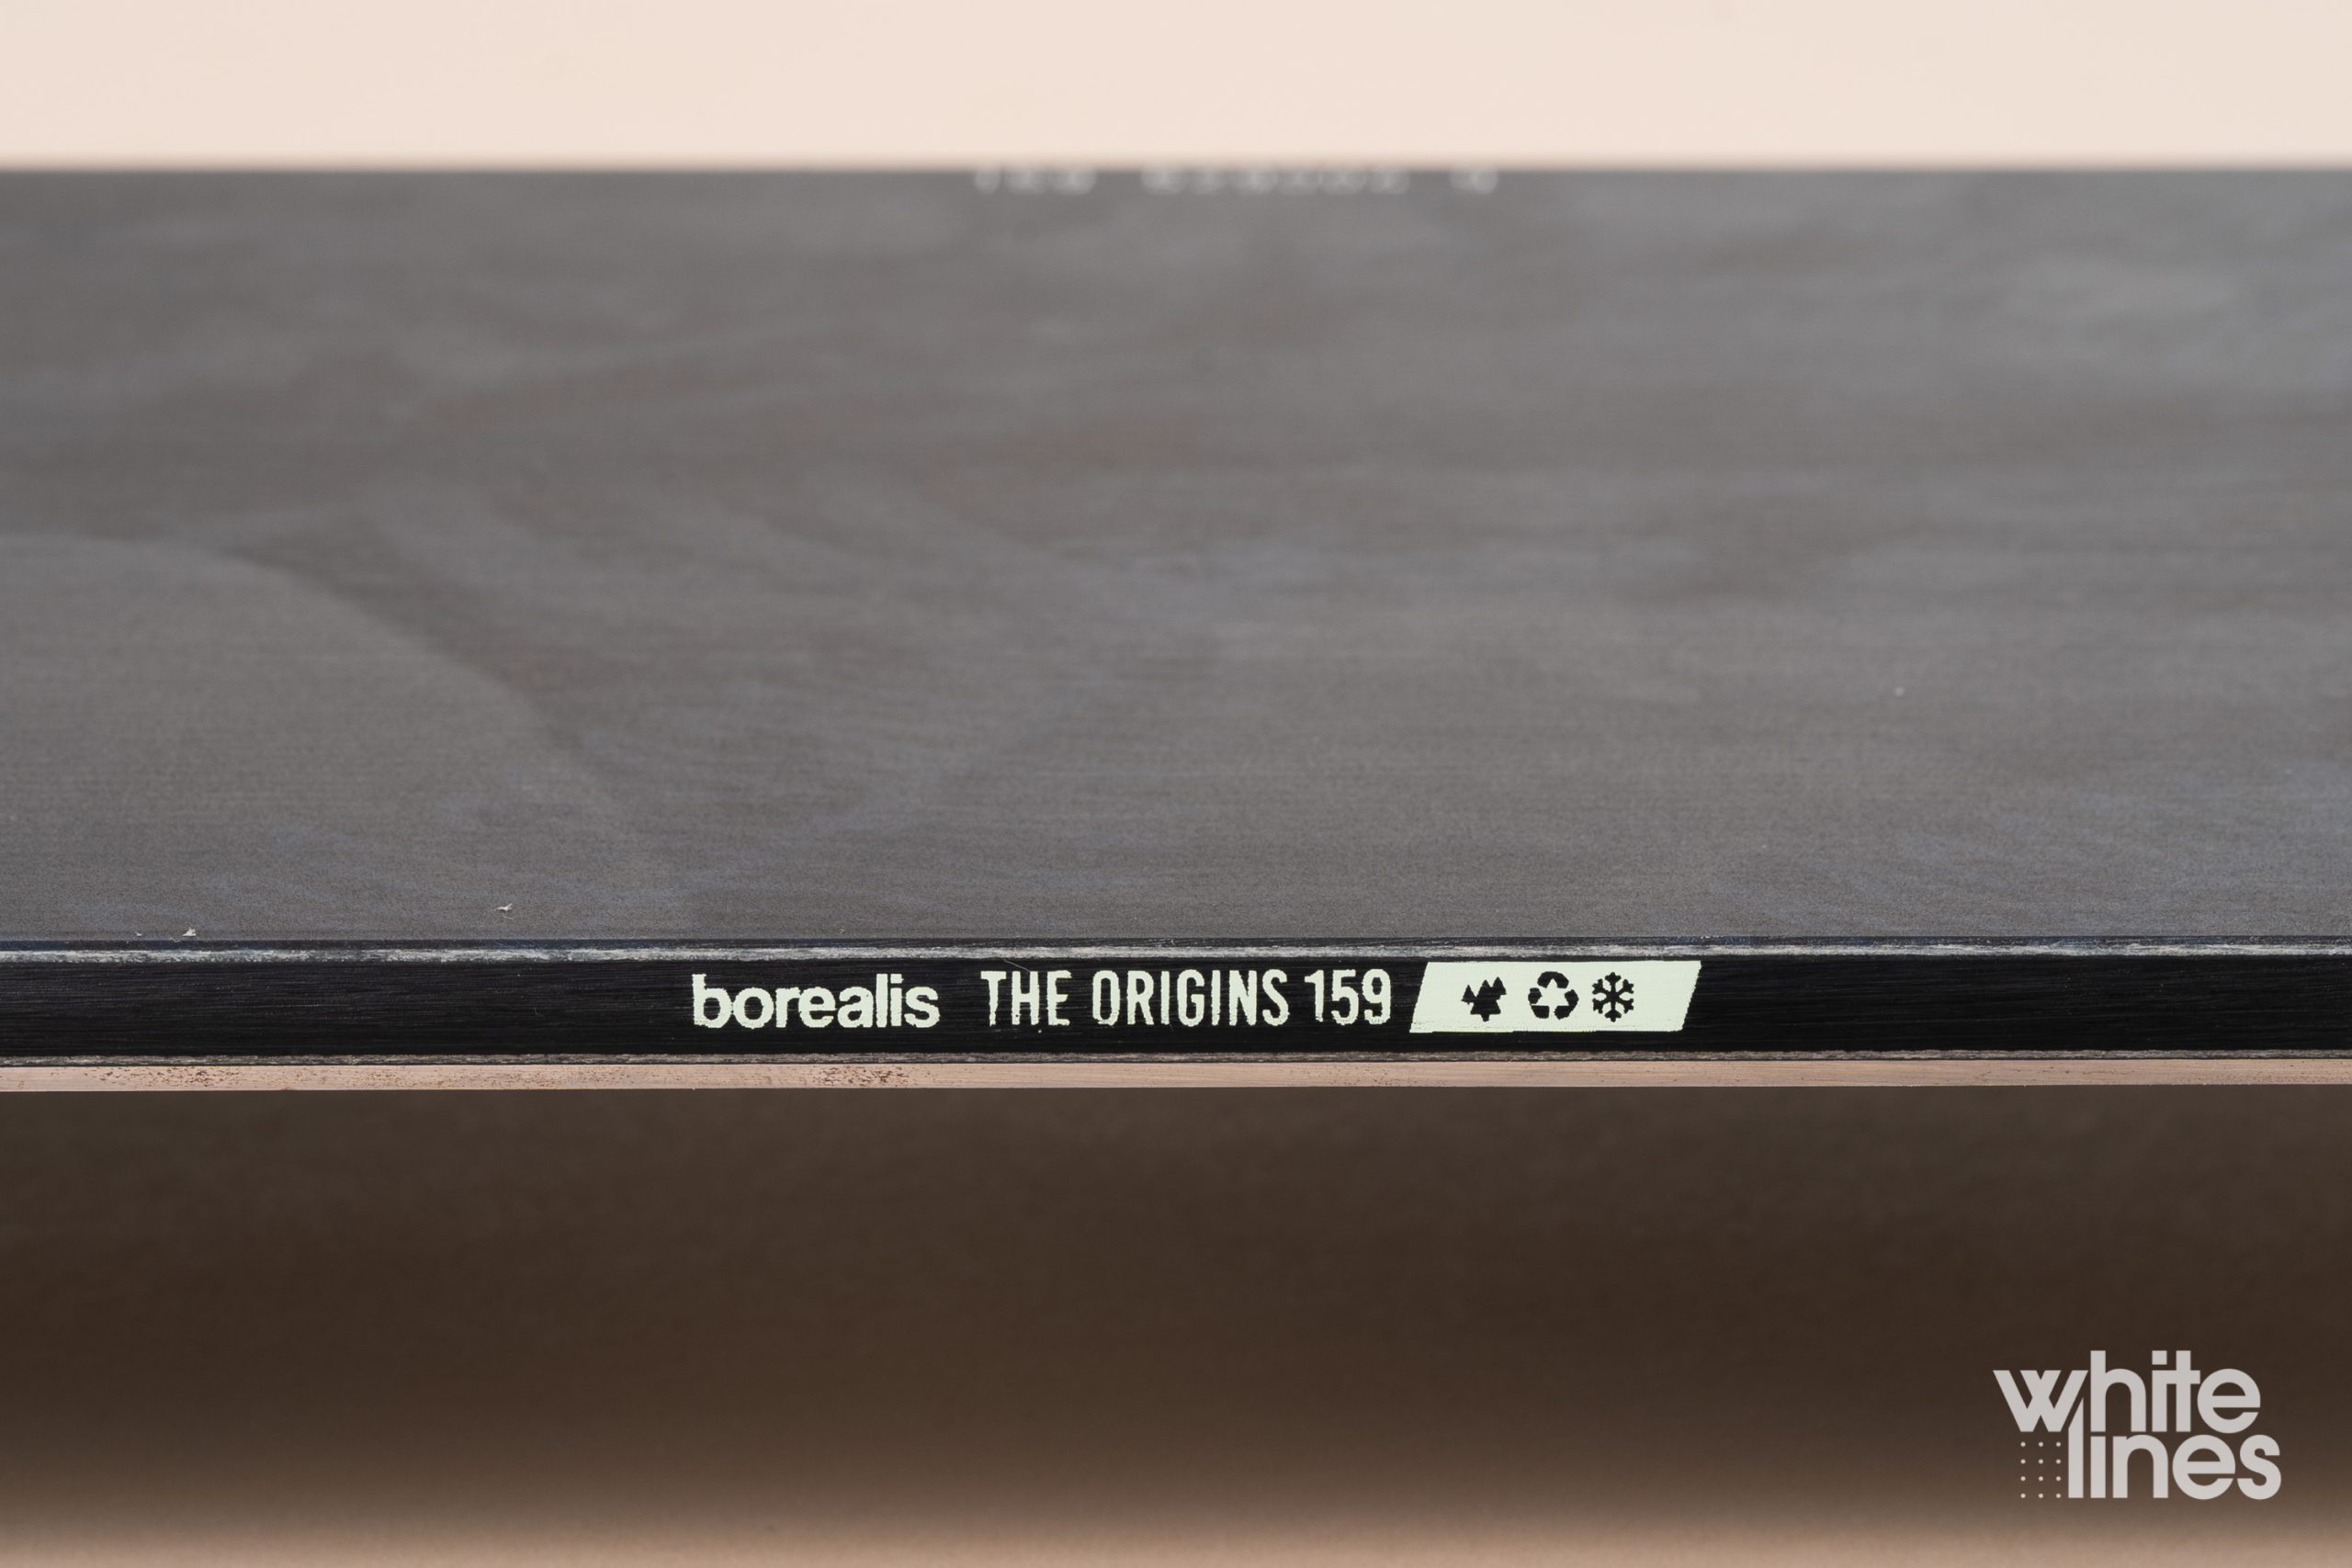 borealis THE ORIGINS 159
white
lines